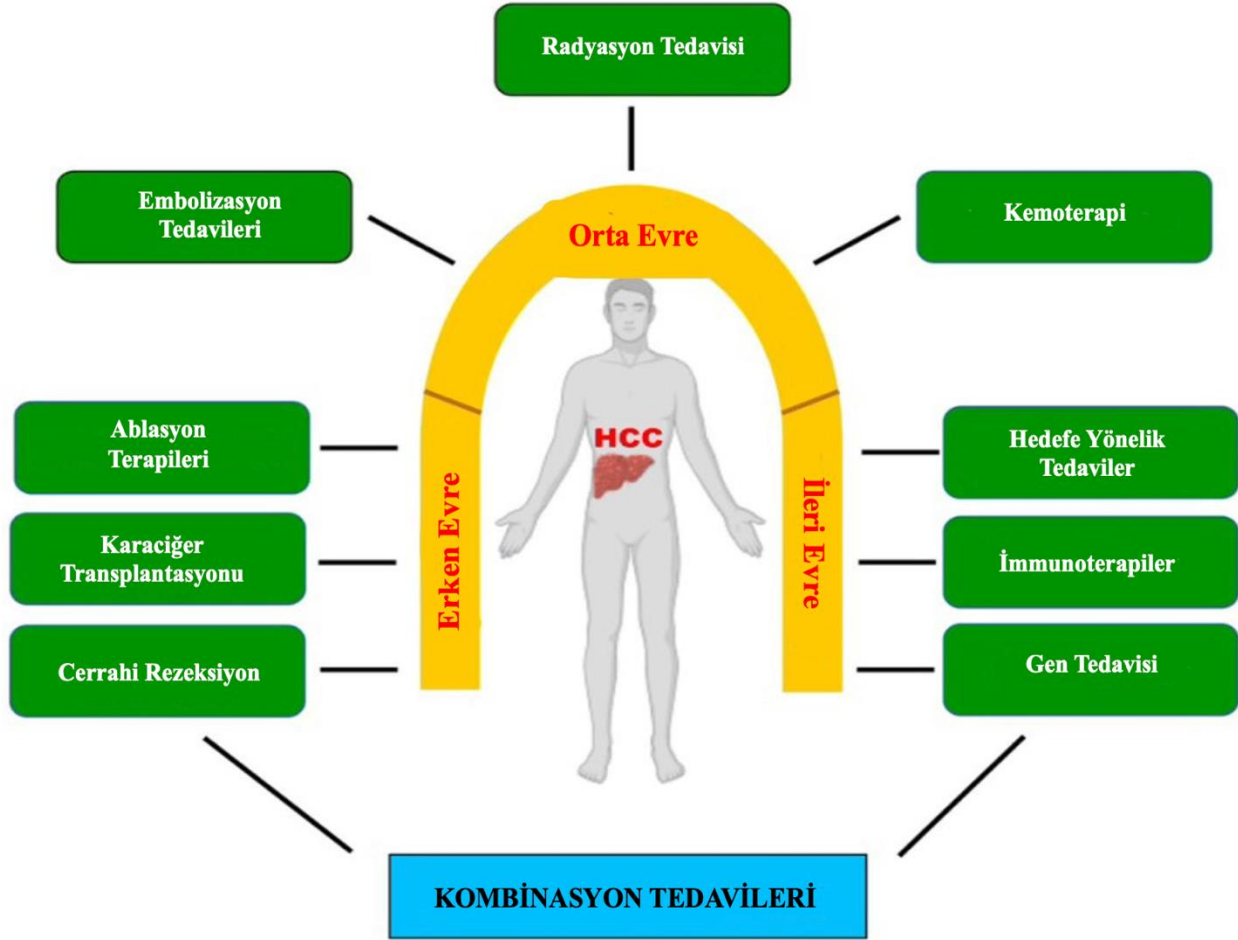 Radyasyon Tedavisi
Embolizasyon
Tedavileri
Kemoterapi
Orta Evre
Ablasyon
Terapileri
Karaciğer
Transplantasyonu
Cerrahi Rezeksiyon
Erken Evre
HCC
İleri Evre
Hedefe Yönelik
Tedaviler
İmmunoterapiler
Gen Tedavisi
KOMBİNASYON TEDAVİLERİ